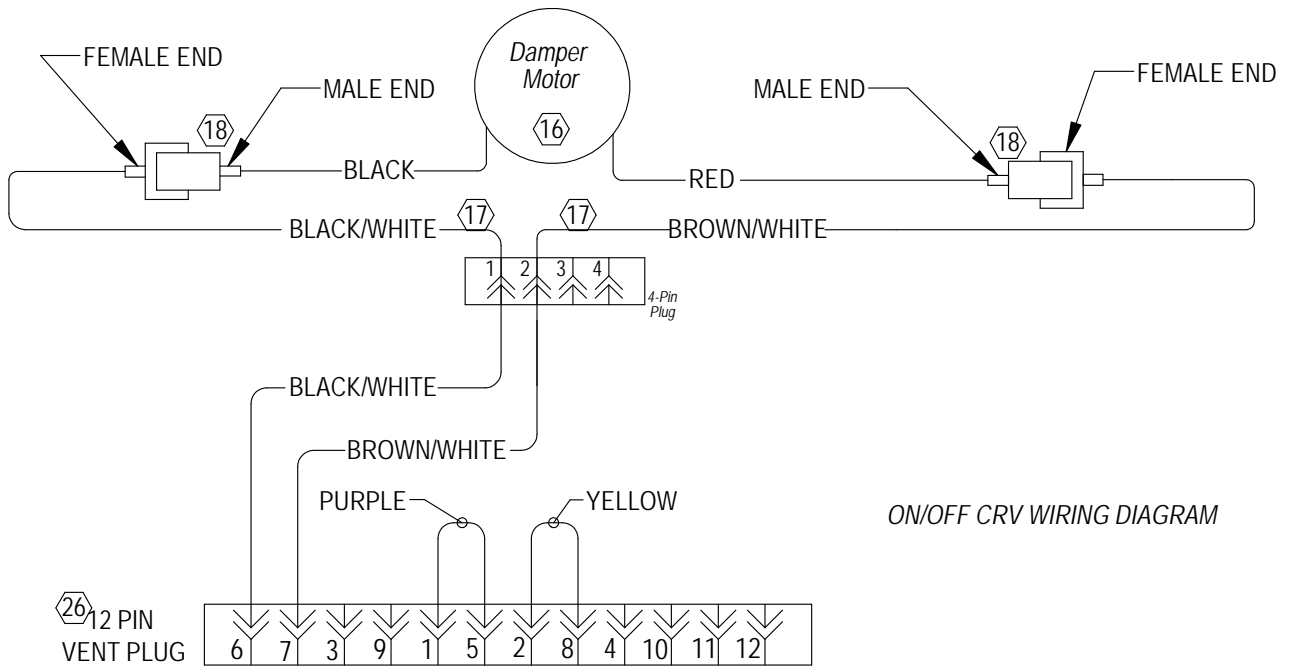 FEMALE END
Damper
Motor
MALE END
MALE END
FEMALE END
18
16
18
BLACK
RED
BLACK/WHITE
17
17
BROWN/WHITE
1 2 3 4
4-Pin
Plug
BLACK/WHITE
BROWN/WHITE
PURPLE
YELLOW
ON/OFF CRV WIRING DIAGRAM
26 12 PIN
VENT PLUG
6 7 3 9 1 5 2 8 4 10 11 12